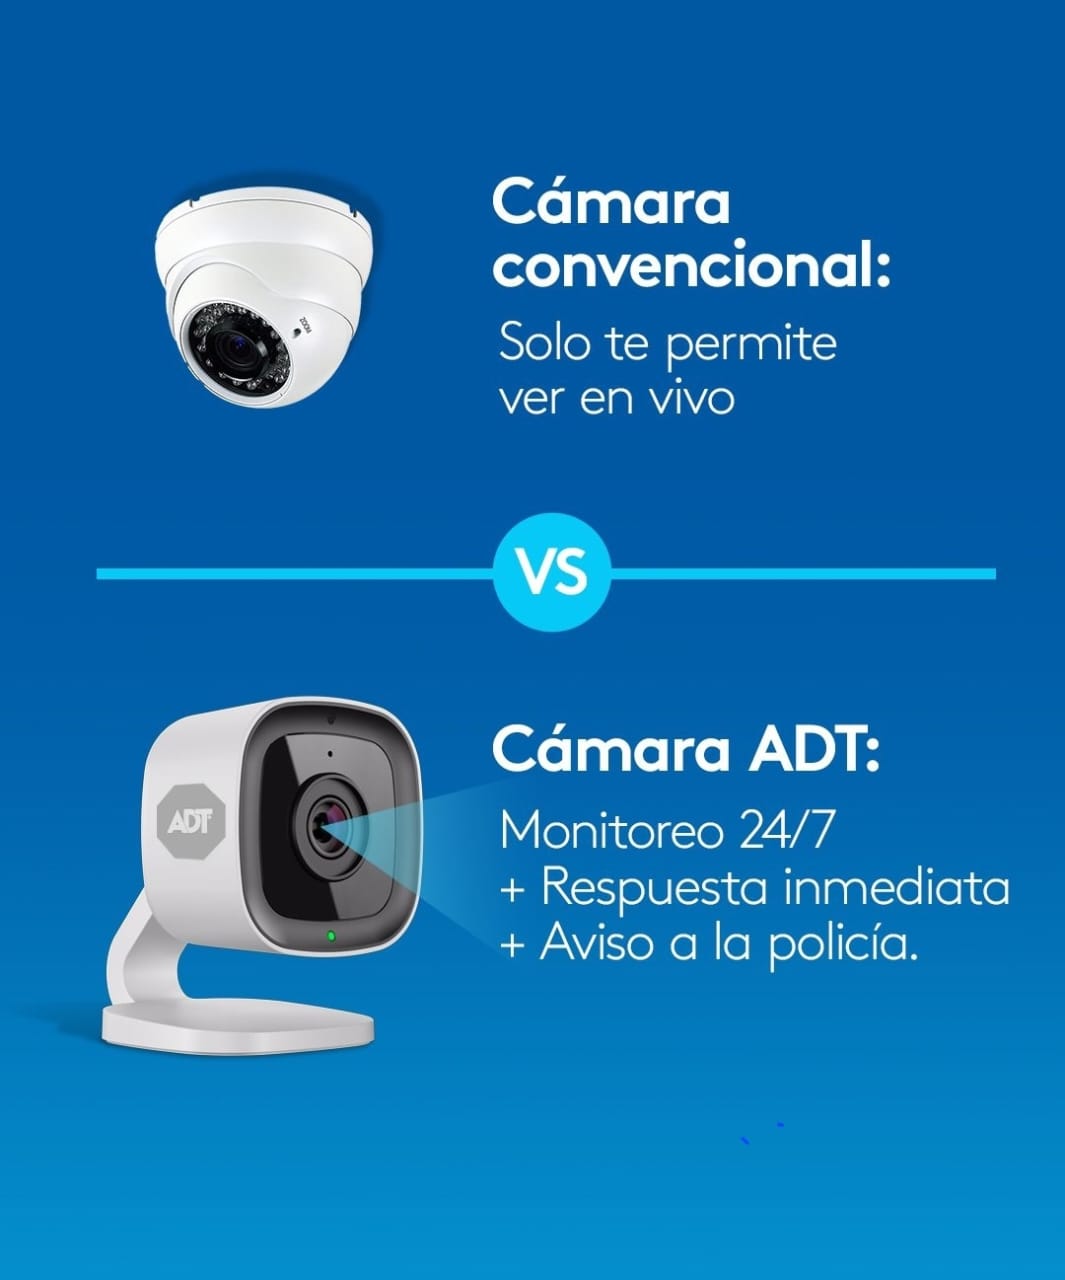 Cámara
convencional:
Solo te permite
ver en vivo
ZOOM
VS
ADT
Cámara ADT:
Monitoreo 24/7
+ Respuesta inmediata
+ Aviso a la policía.